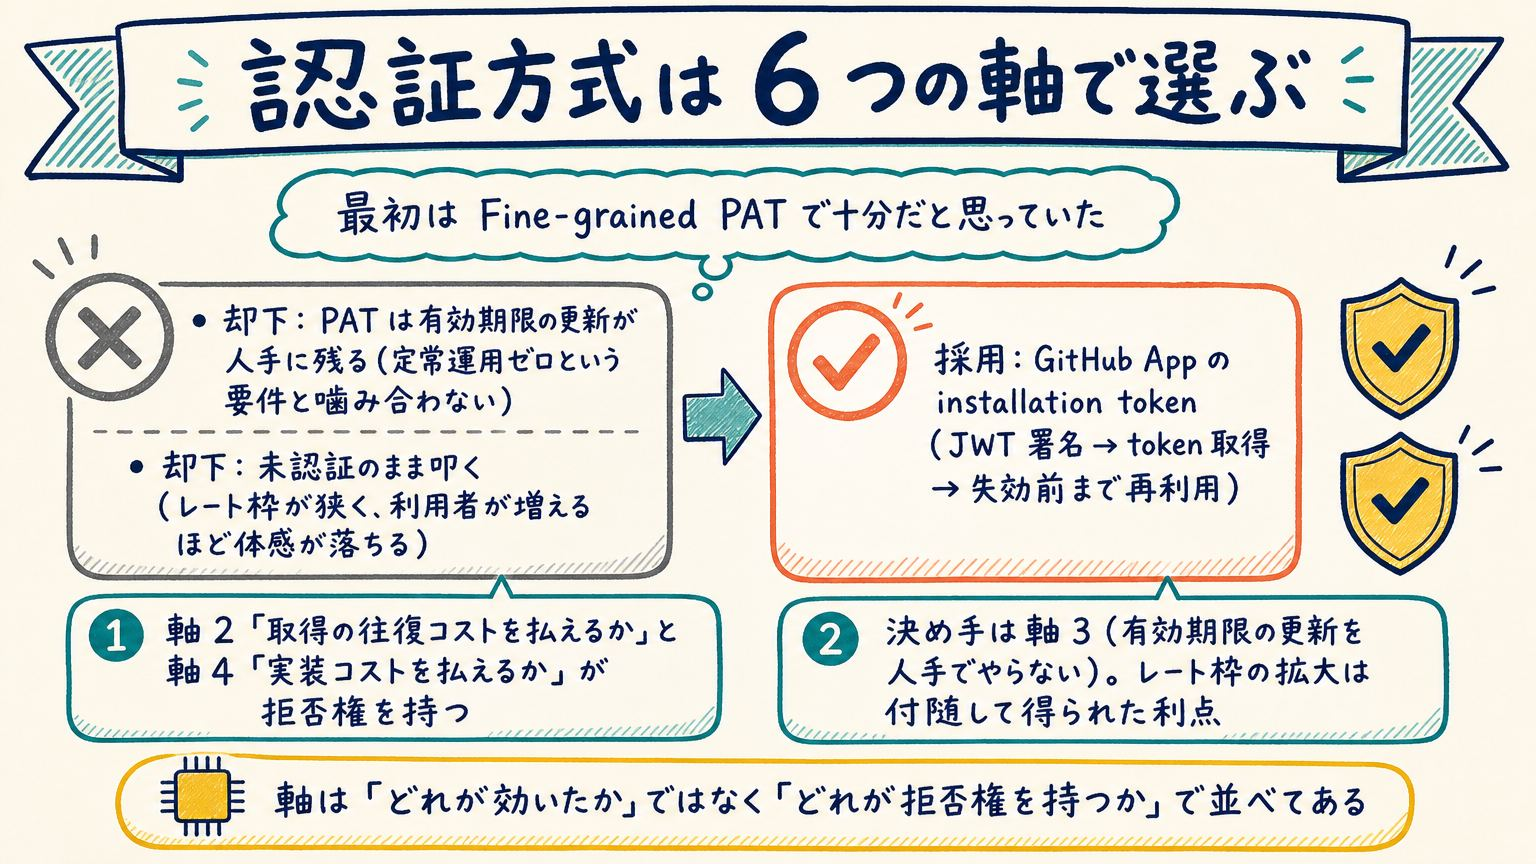 認証方式は6つの軸で選ぶ
最初は Fine-grained PAT で十分だと思っていた
• 却下: PAT は有効期限の更新が
人手に残る (定常運用ゼロという
要件と噛み合わない)
• 却下: 未認証のまま叩く
(レート枠が狭く、利用者が増える
ほど体感が落ちる)
採用: GitHub App の
installation token
(JWT 署名 → token 取得
→ 失効前まで再利用)
1 軸 2「取得の往復コストを払えるか」と
軸 4「実装コストを払えるか」が
拒否権を持つ
2 決め手は軸 3 (有効期限の更新を
人手でやらない)。レート枠の拡大は
付随して得られた利点
軸は「どれが効いたか」ではなく「どれが拒否権を持つか」で並べてある